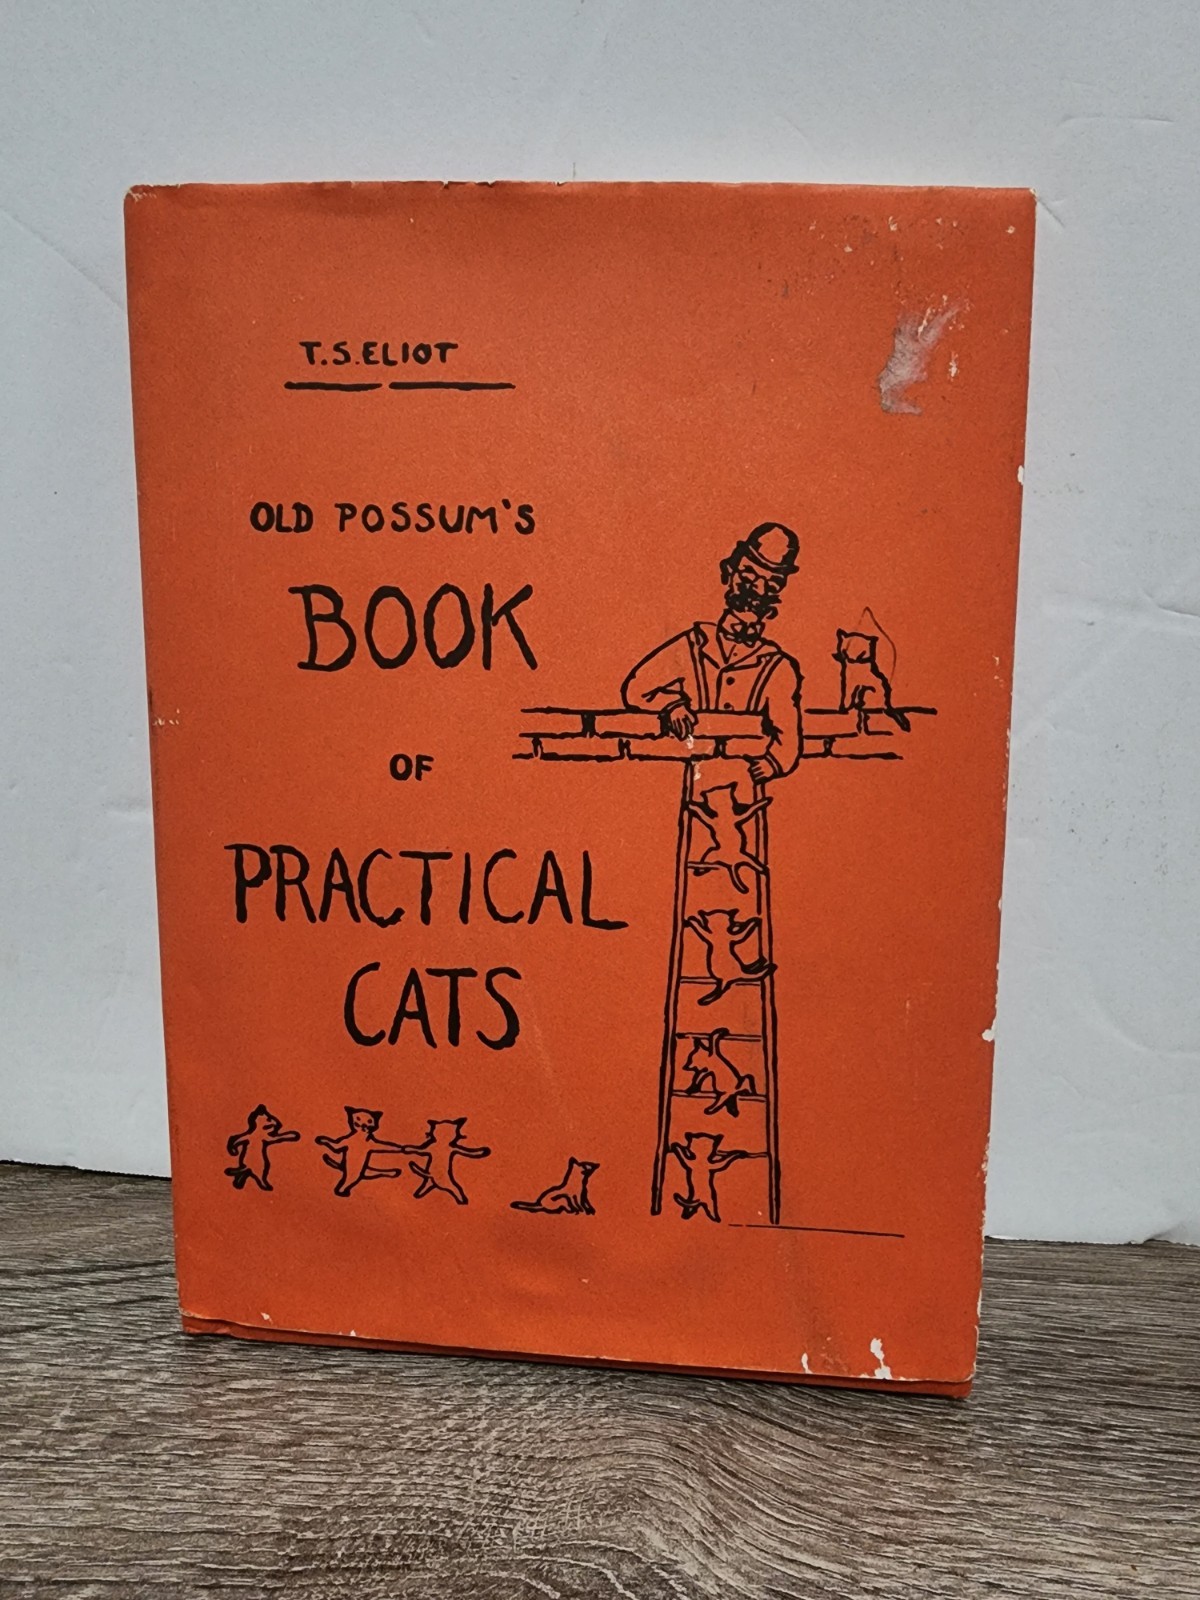 T.S.ELIOT
OLD POSSUM'S
BOOK
OF
PRACTICAL
CATS